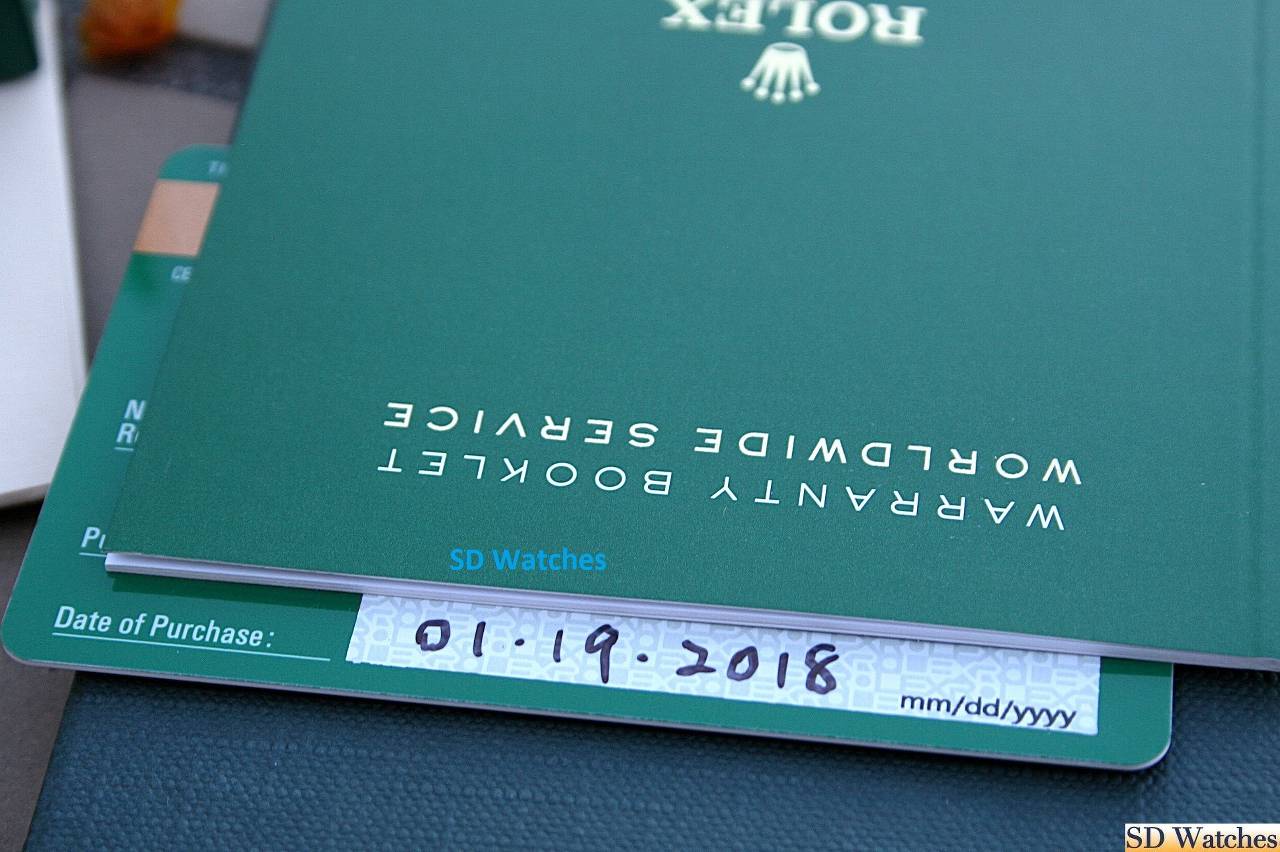 ROLEX
WORLDWIDE SERVICE
WARRANTY BOOKLET
SD Watches
Date of Purchase:
01.19.2018
mm/dd/yyyy
SD Watches